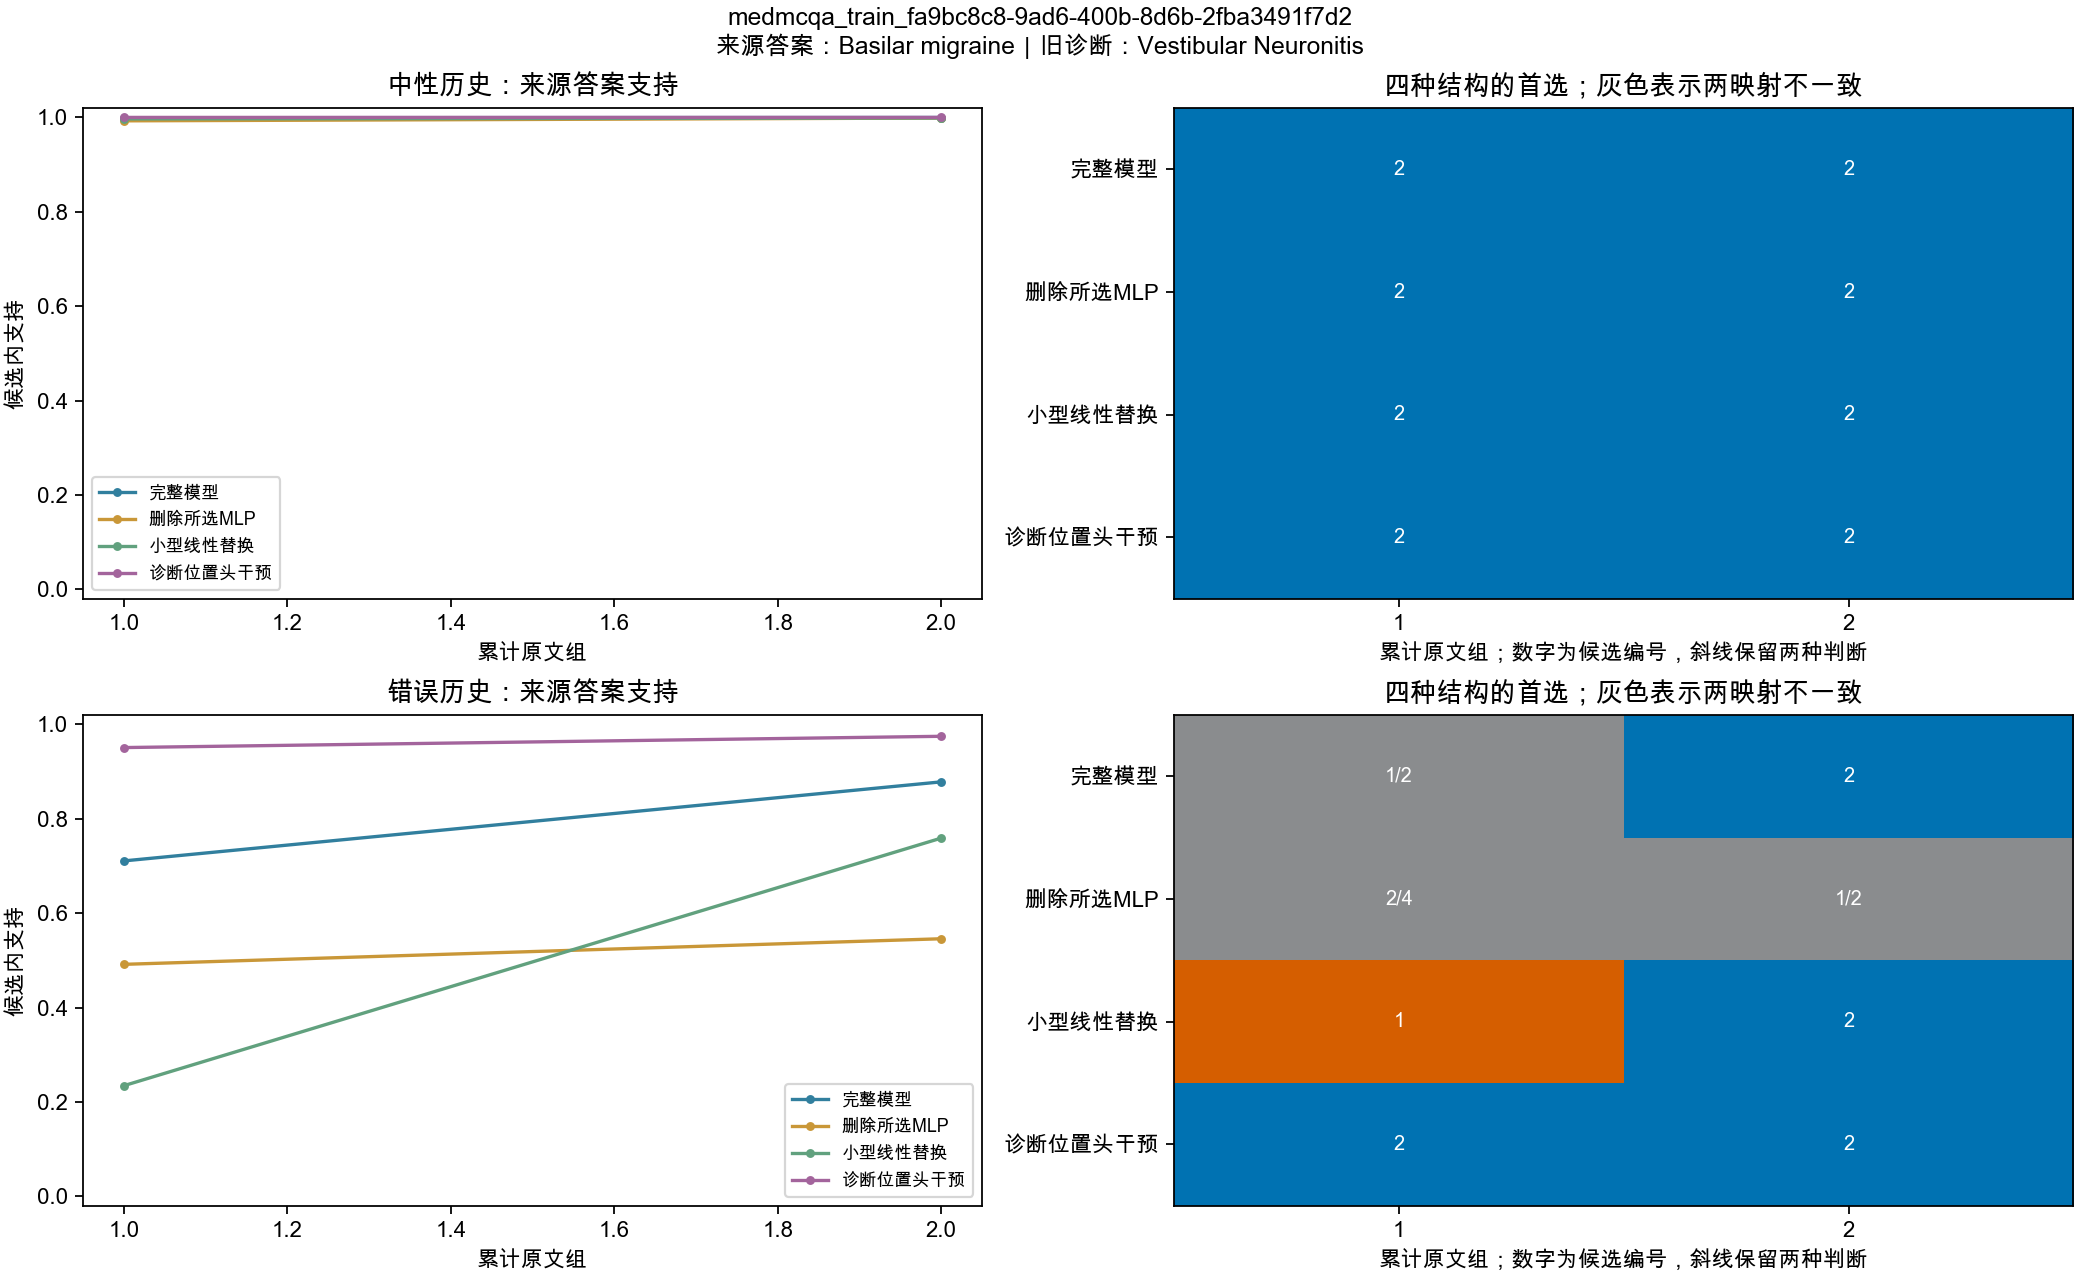 medmcqa_train_fa9bc8c8-9ad6-400b-8d6b-2fba3491f7d2
来源答案：Basilar migraine | 旧诊断：Vestibular Neuronitis
中性历史：来源答案支持
1.0
0.8
0.6
0.4
0.2
0.0
候选内支持
完整模型
删除所选MLP
小型线性替换
诊断位置头干预
1.0 1.2 1.4 1.6 1.8 2.0
累计原文组
四种结构的首选；灰色表示两映射不一致
完整模型 2 2
删除所选MLP 2 2
小型线性替换 2 2
诊断位置头干预 2 2
1 2
累计原文组；数字为候选编号，斜线保留两种判断
错误历史：来源答案支持
1.0
0.8
0.6
0.4
0.2
0.0
候选内支持
完整模型
删除所选MLP
小型线性替换
诊断位置头干预
1.0 1.2 1.4 1.6 1.8 2.0
累计原文组
四种结构的首选；灰色表示两映射不一致
完整模型 1/2 2
删除所选MLP 2/4 1/2
小型线性替换 1 2
诊断位置头干预 2 2
1 2
累计原文组；数字为候选编号，斜线保留两种判断